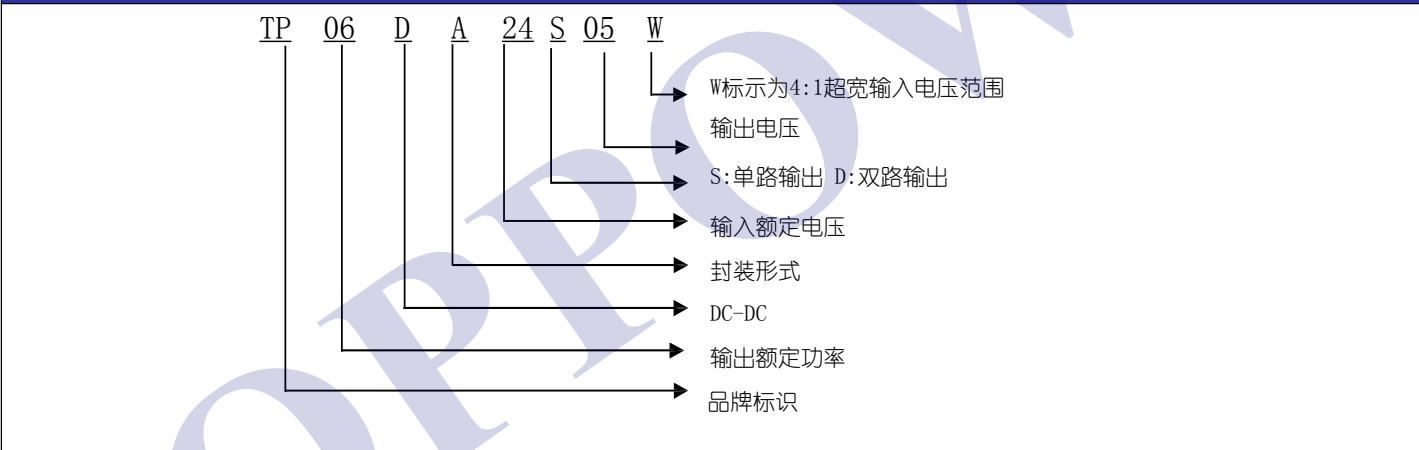 TP 06 D A 24 S 05 W
W标示为4:1超宽输入电压范围
输出电压
S:单路输出 D:双路输出
输入额定电压
封装形式
DC-DC
输出额定功率
品牌标识
OPPOW